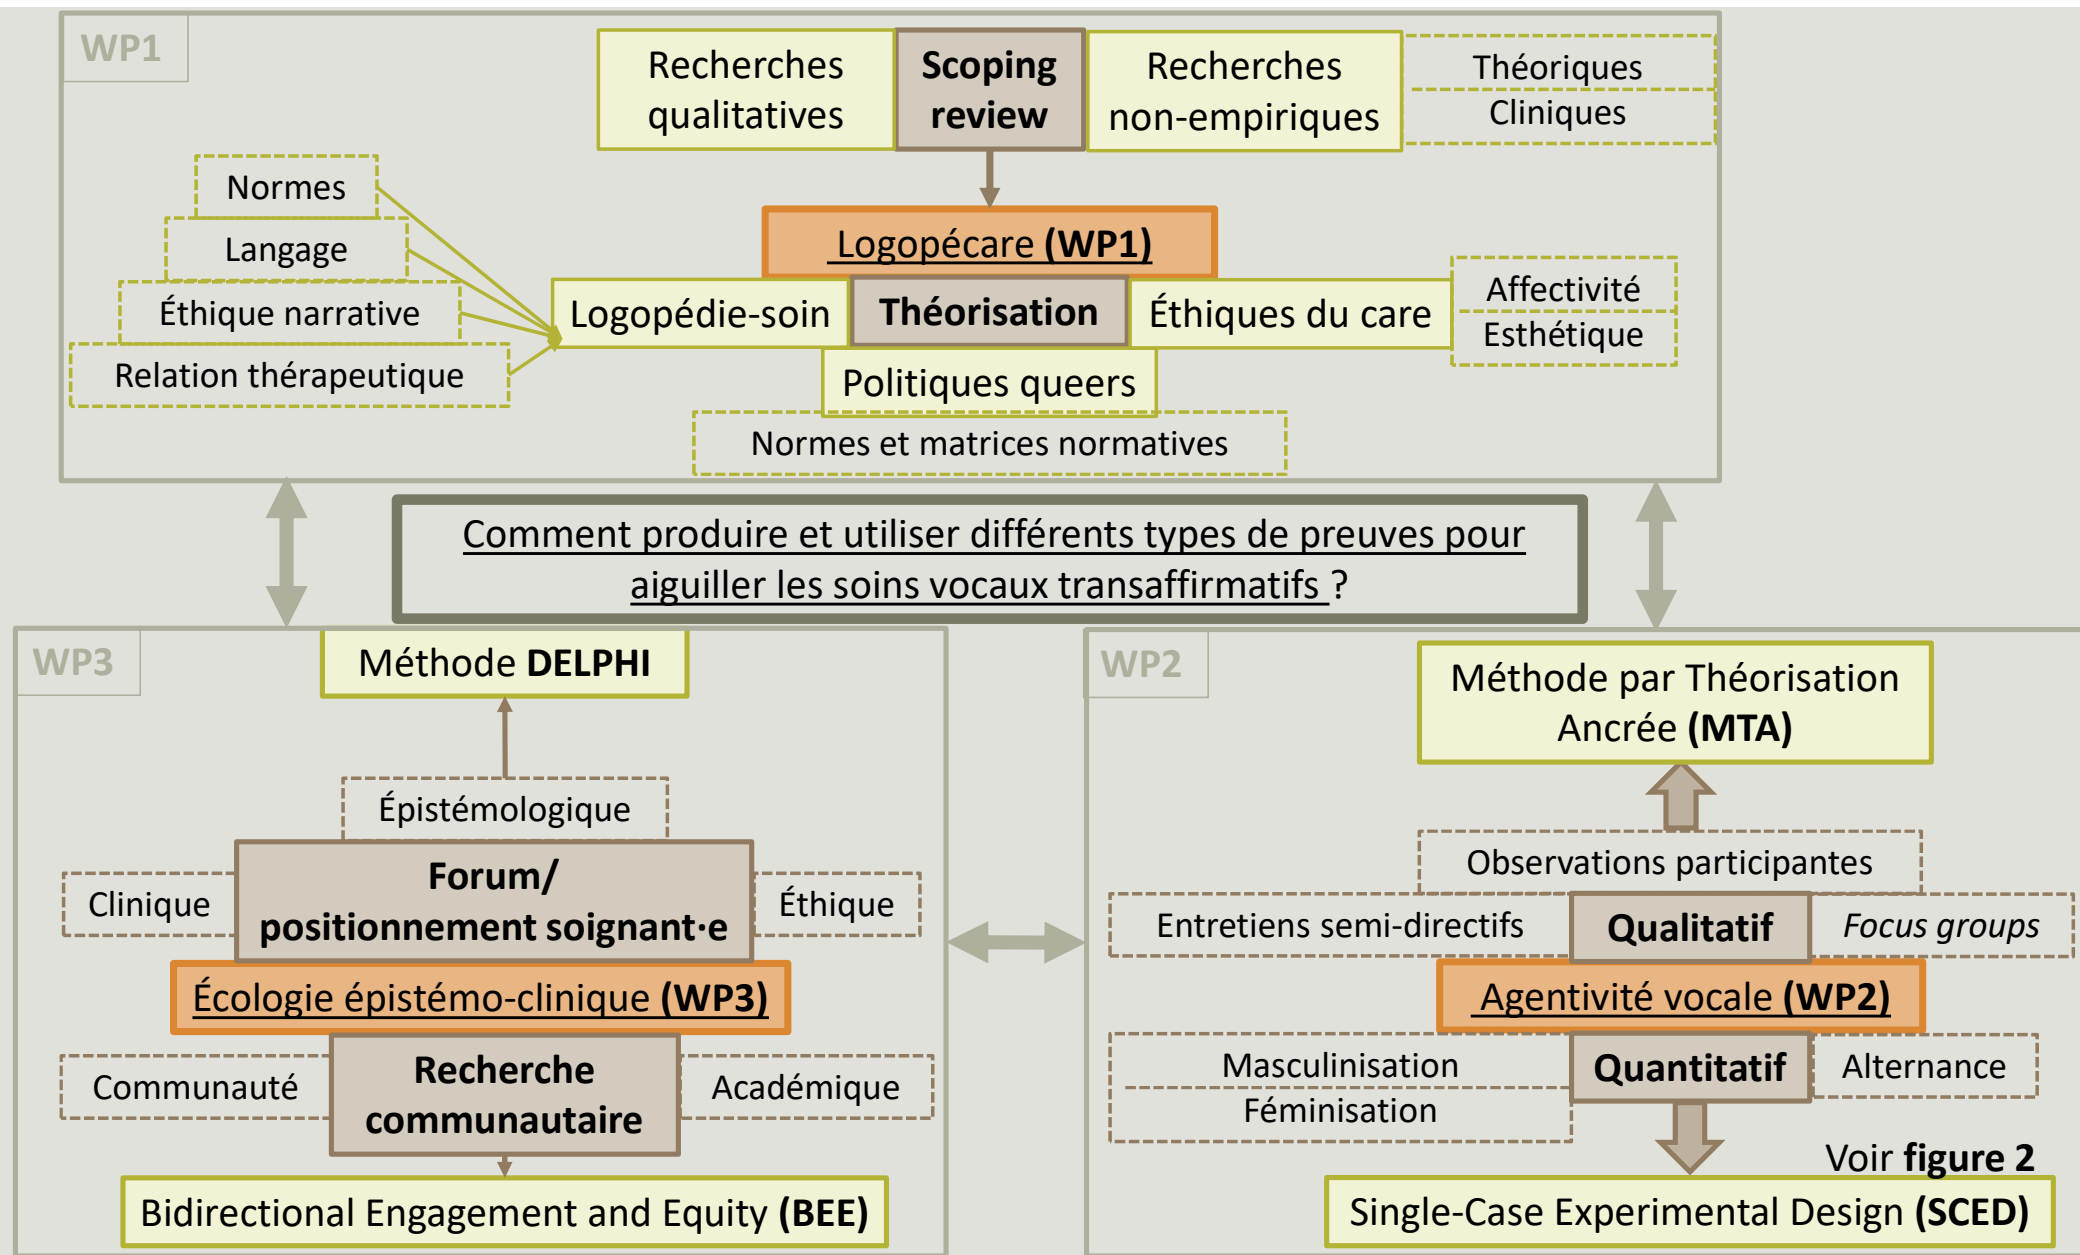 WP1
Recherches
qualitatives
Scoping
review
Recherches
non-empiriques
Théoriques
Cliniques
Normes
Langage
Éthique narrative
Relation thérapeutique
Logopécare (WP1)
Logopédie-soin
Théorisation
Éthiques du care
Affectivité
Esthétique
Politiques queers
Normes et matrices normatives
Comment produire et utiliser différents types de preuves pour
aiguiller les soins vocaux transaffirmatifs ?
WP3
Méthode DELPHI
Épistémologique
Clinique
Forum/
positionnement soignant·e
Éthique
Écologie épistémo-clinique (WP3)
Communauté
Recherche
communautaire
Académique
Bidirectional Engagement and Equity (BEE)
WP2
Méthode par Théorisation
Ancrée (MTA)
Observations participantes
Entretiens semi-directifs
Qualitatif
Focus groups
Agentivité vocale (WP2)
Masculinisation
Féminisation
Quantitatif
Alternance
Voir figure 2
Single-Case Experimental Design (SCED)